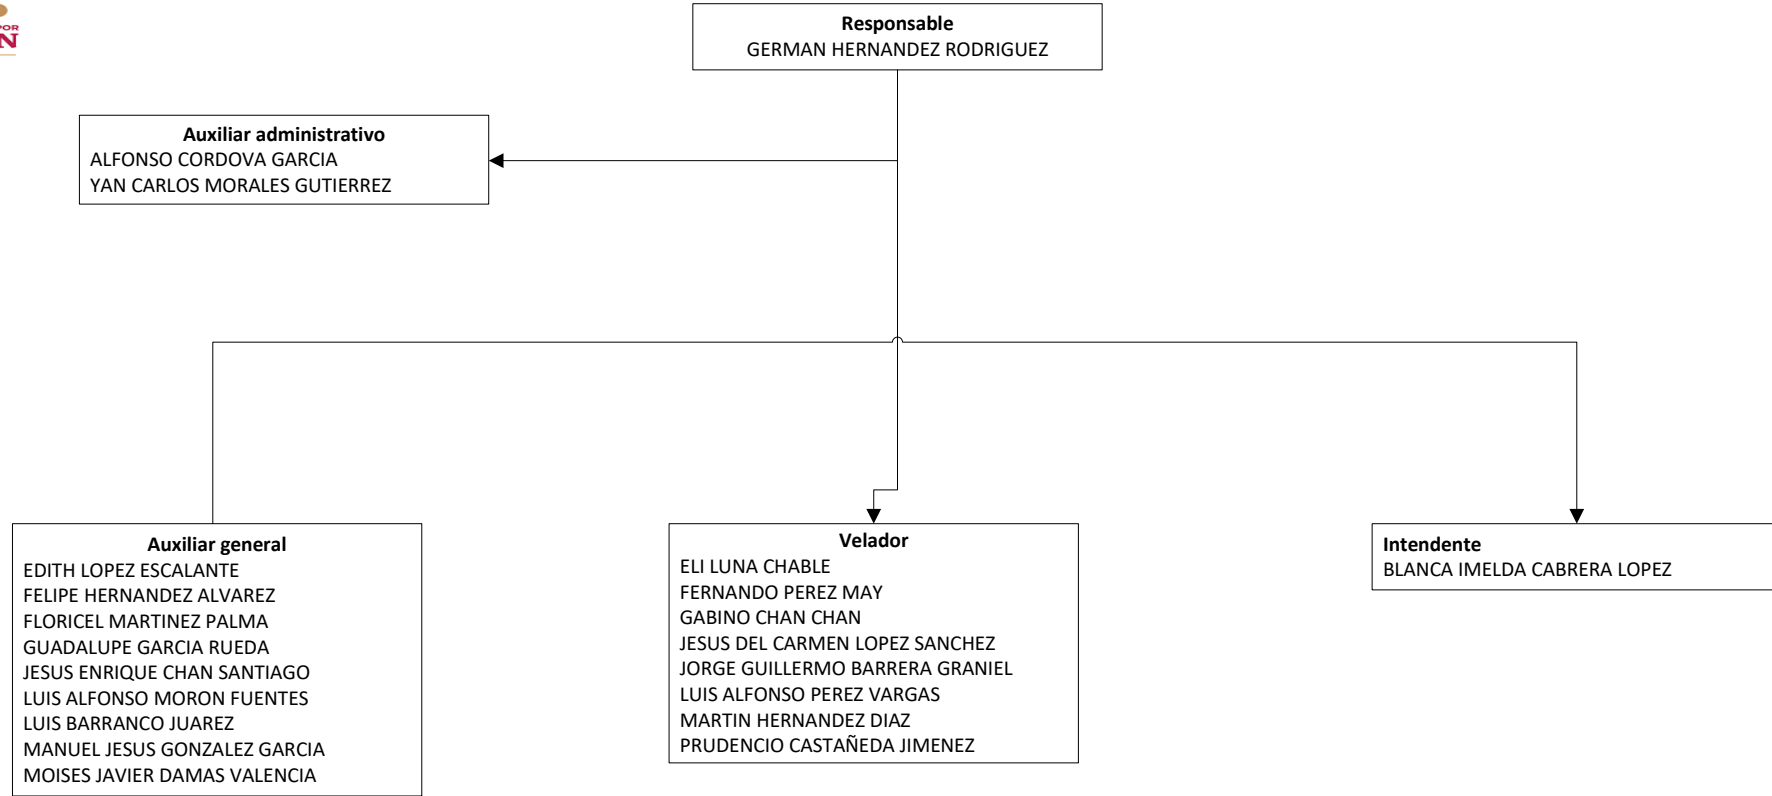 POR
N
Responsable
GERMAN HERNANDEZ RODRIGUEZ
Auxiliar administrativo
ALFONSO CORDOVA GARCIA
YAN CARLOS MORALES GUTIERREZ
Auxiliar general
EDITH LOPEZ ESCALANTE
FELIPE HERNANDEZ ALVAREZ
FLORICEL MARTINEZ PALMA
GUADALUPE GARCIA RUEDA
JESUS ENRIQUE CHAN SANTIAGO
LUIS ALFONSO MORON FUENTES
LUIS BARRANCO JUAREZ
MANUEL JESUS GONZALEZ GARCIA
MOISES JAVIER DAMAS VALENCIA
Velador
ELI LUNA CHABLE
FERNANDO PEREZ MAY
GABINO CHAN CHAN
JESUS DEL CARMEN LOPEZ SANCHEZ
JORGE GUILLERMO BARRERA GRANIEL
LUIS ALFONSO PEREZ VARGAS
MARTIN HERNANDEZ DIAZ
PRUDENCIO CASTAÑEDA JIMENEZ
Intendente
BLANCA IMELDA CABRERA LOPEZ